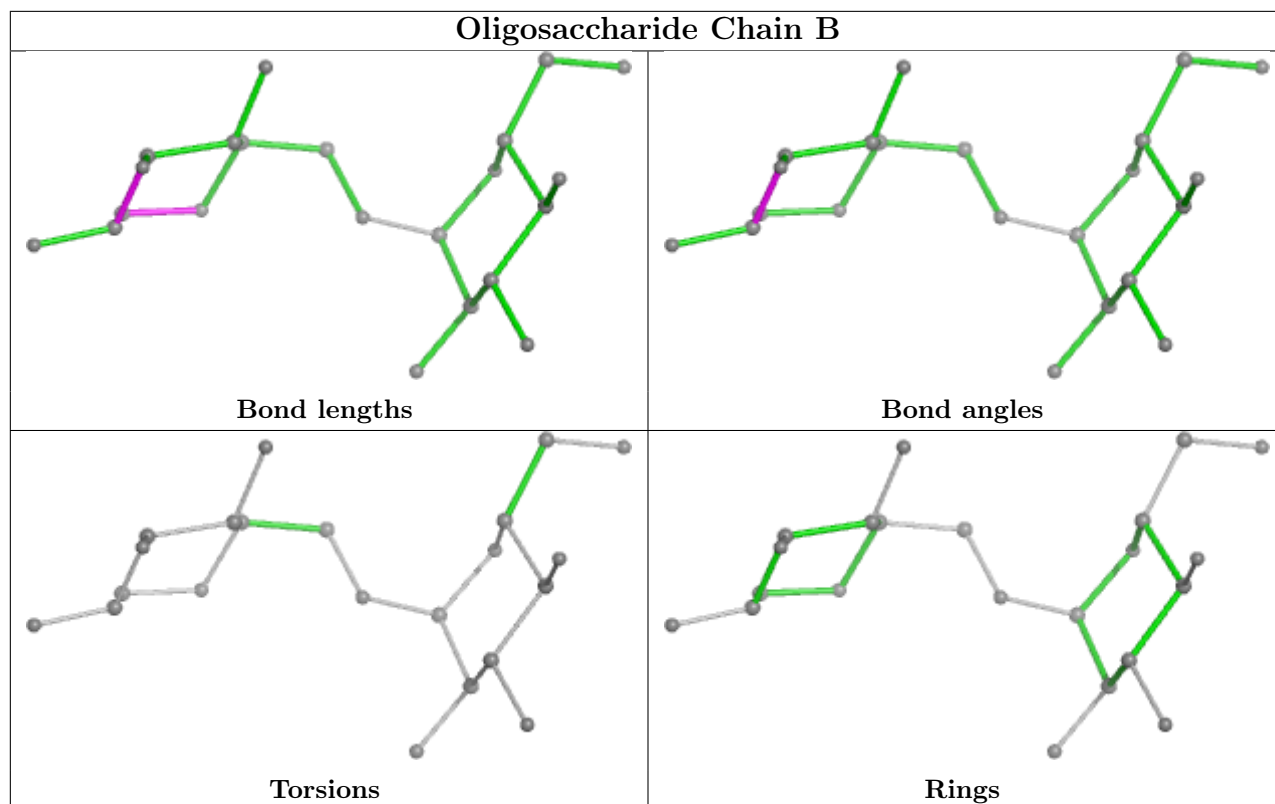 Oligosaccharide Chain B
Bond lengths
Bond angles
Torsions
Rings